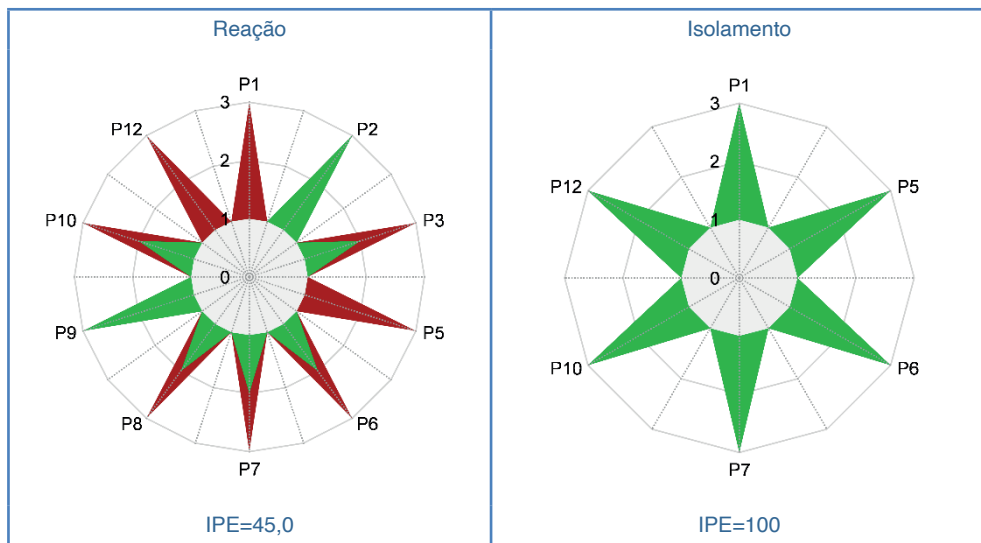 Reação
P1
3
P12
P2
2
P10
P3
1
0
P9
P5
P8
P6
P7
IPE=45,0
Isolamento
P1
3
2
P12
P5
1
0
P10
P6
P7
IPE=100